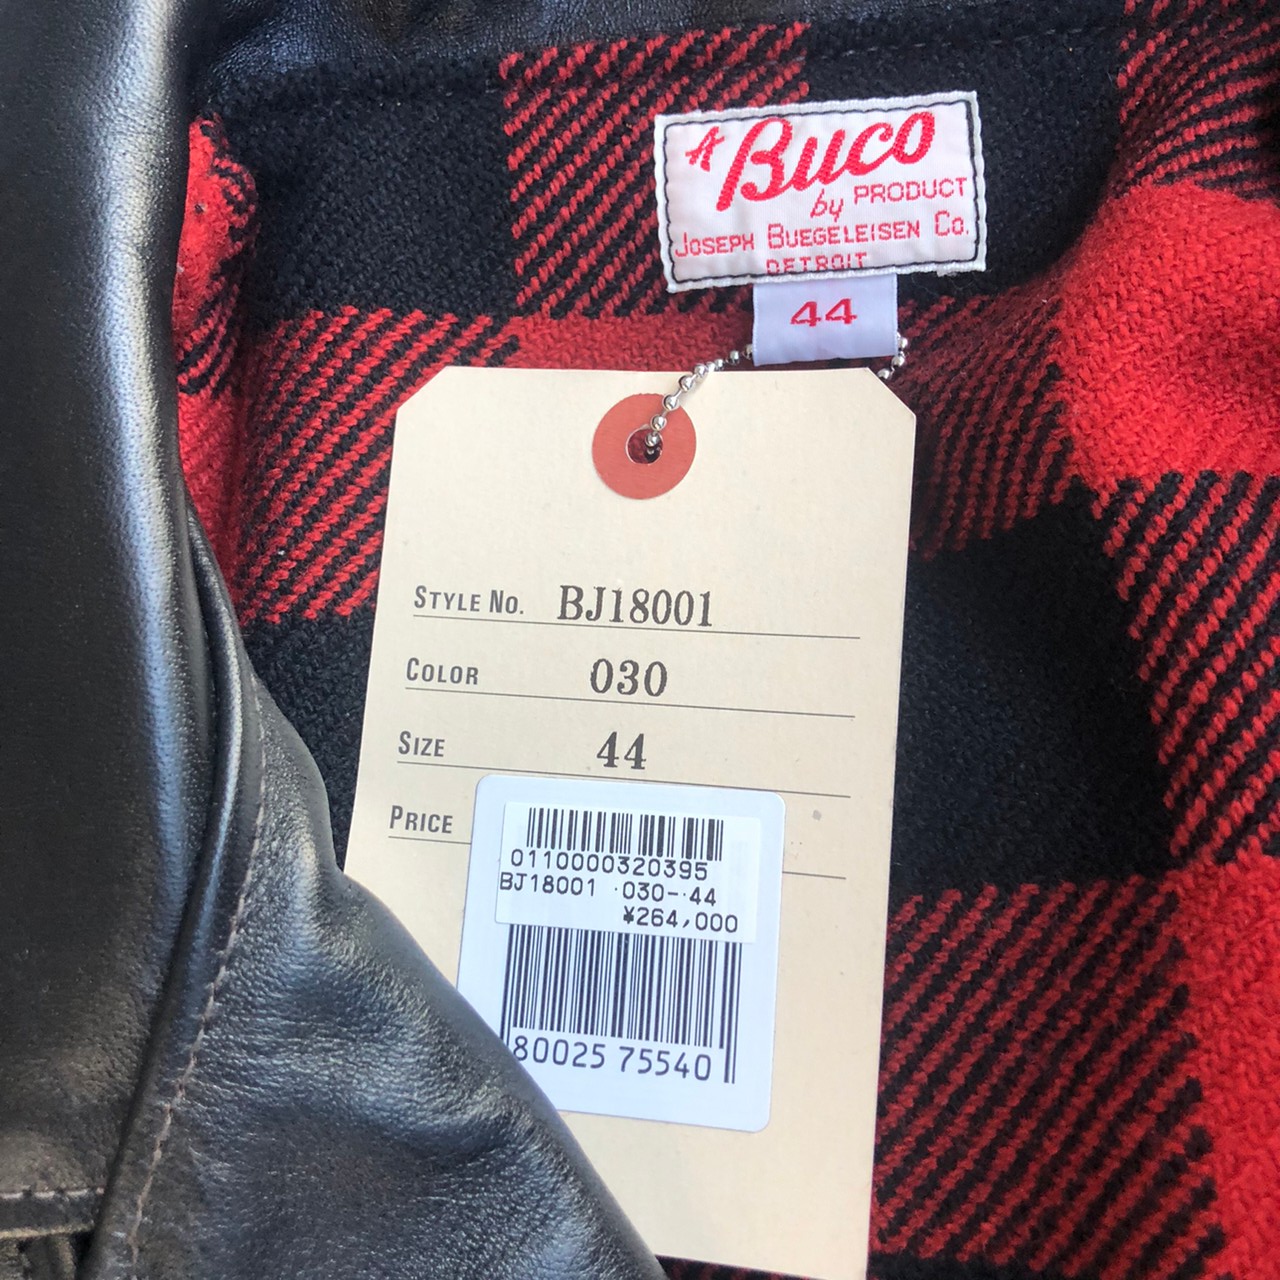 A Buco
by PRODUCT
JOSEPH BUEGELEISEN CO.
DETROIT
44
STYLE NO. BJ18001
COLOR 030
SIZE 44
PRICE
0110000320395
BJ18001 030-44
¥264,000
80025 75540